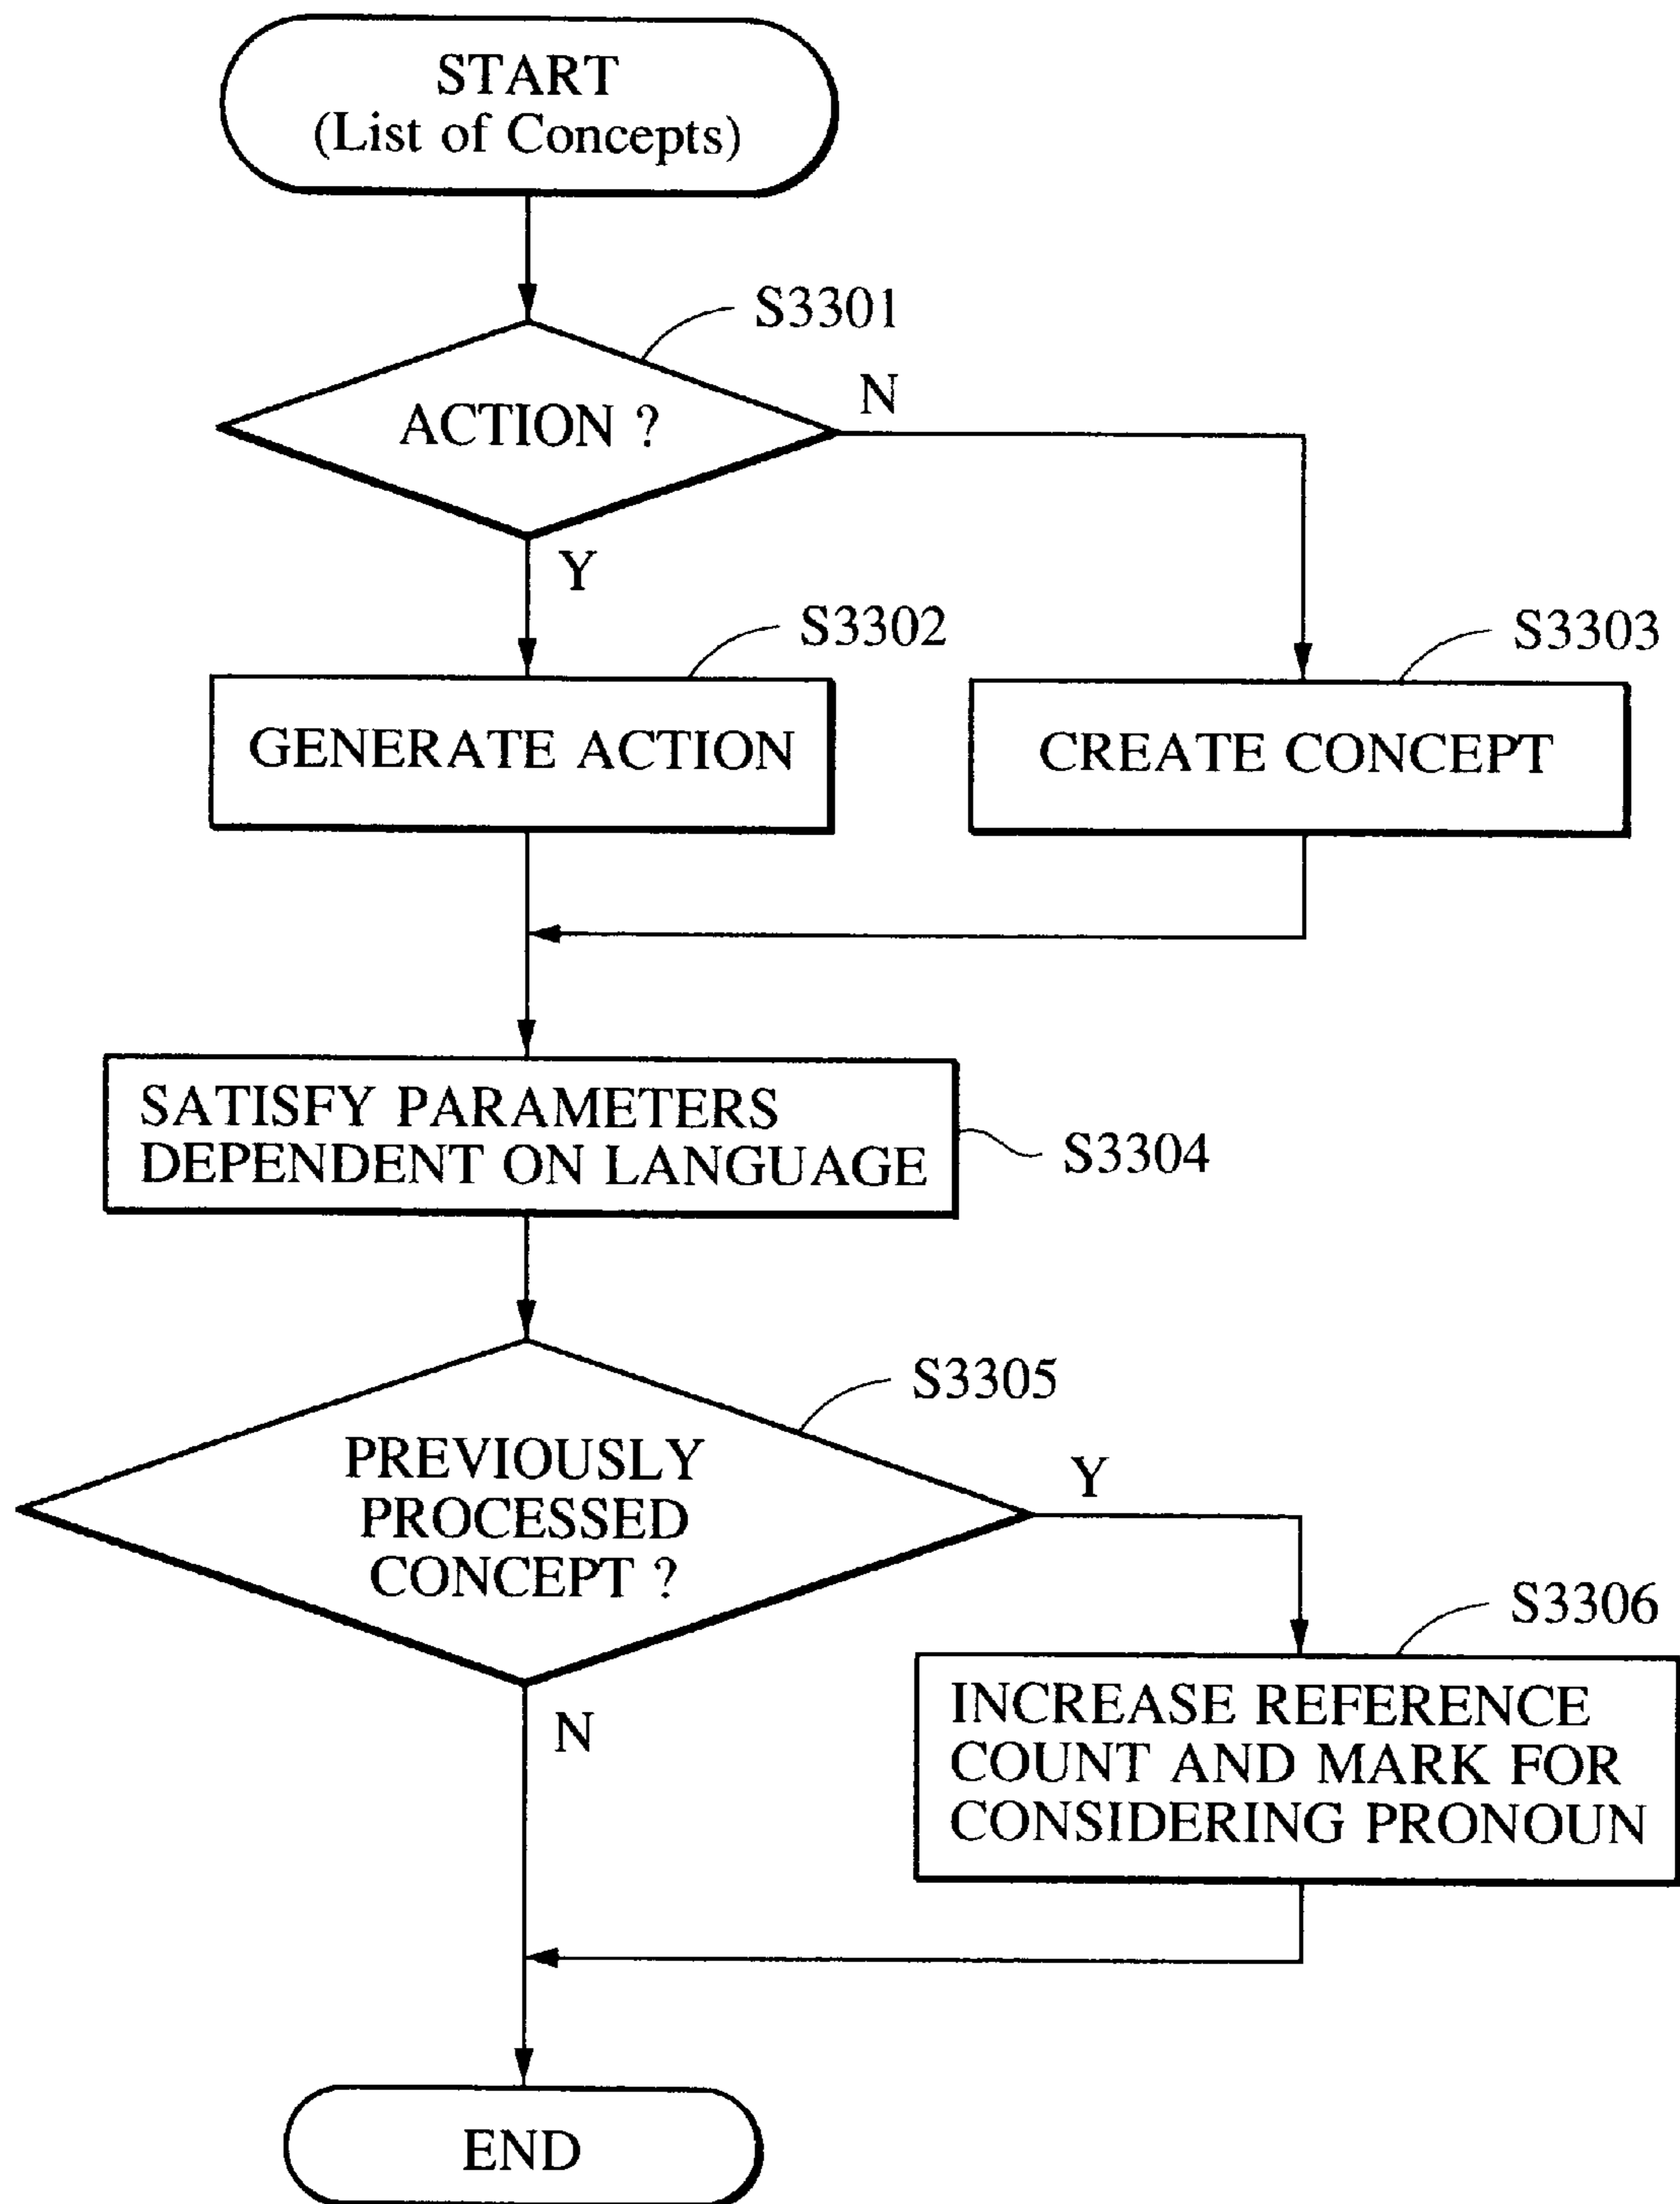 START
(List of Concepts)
S3301
ACTION ?
N
Y
S3302
S3303
GENERATE ACTION
CREATE CONCEPT
SATISFY PARAMETERS
DEPENDENT ON LANGUAGE
S3304
S3305
PREVIOUSLY
PROCESSED
CONCEPT ?
Y
S3306
N
INCREASE REFERENCE
COUNT AND MARK FOR
CONSIDERING PRONOUN
END